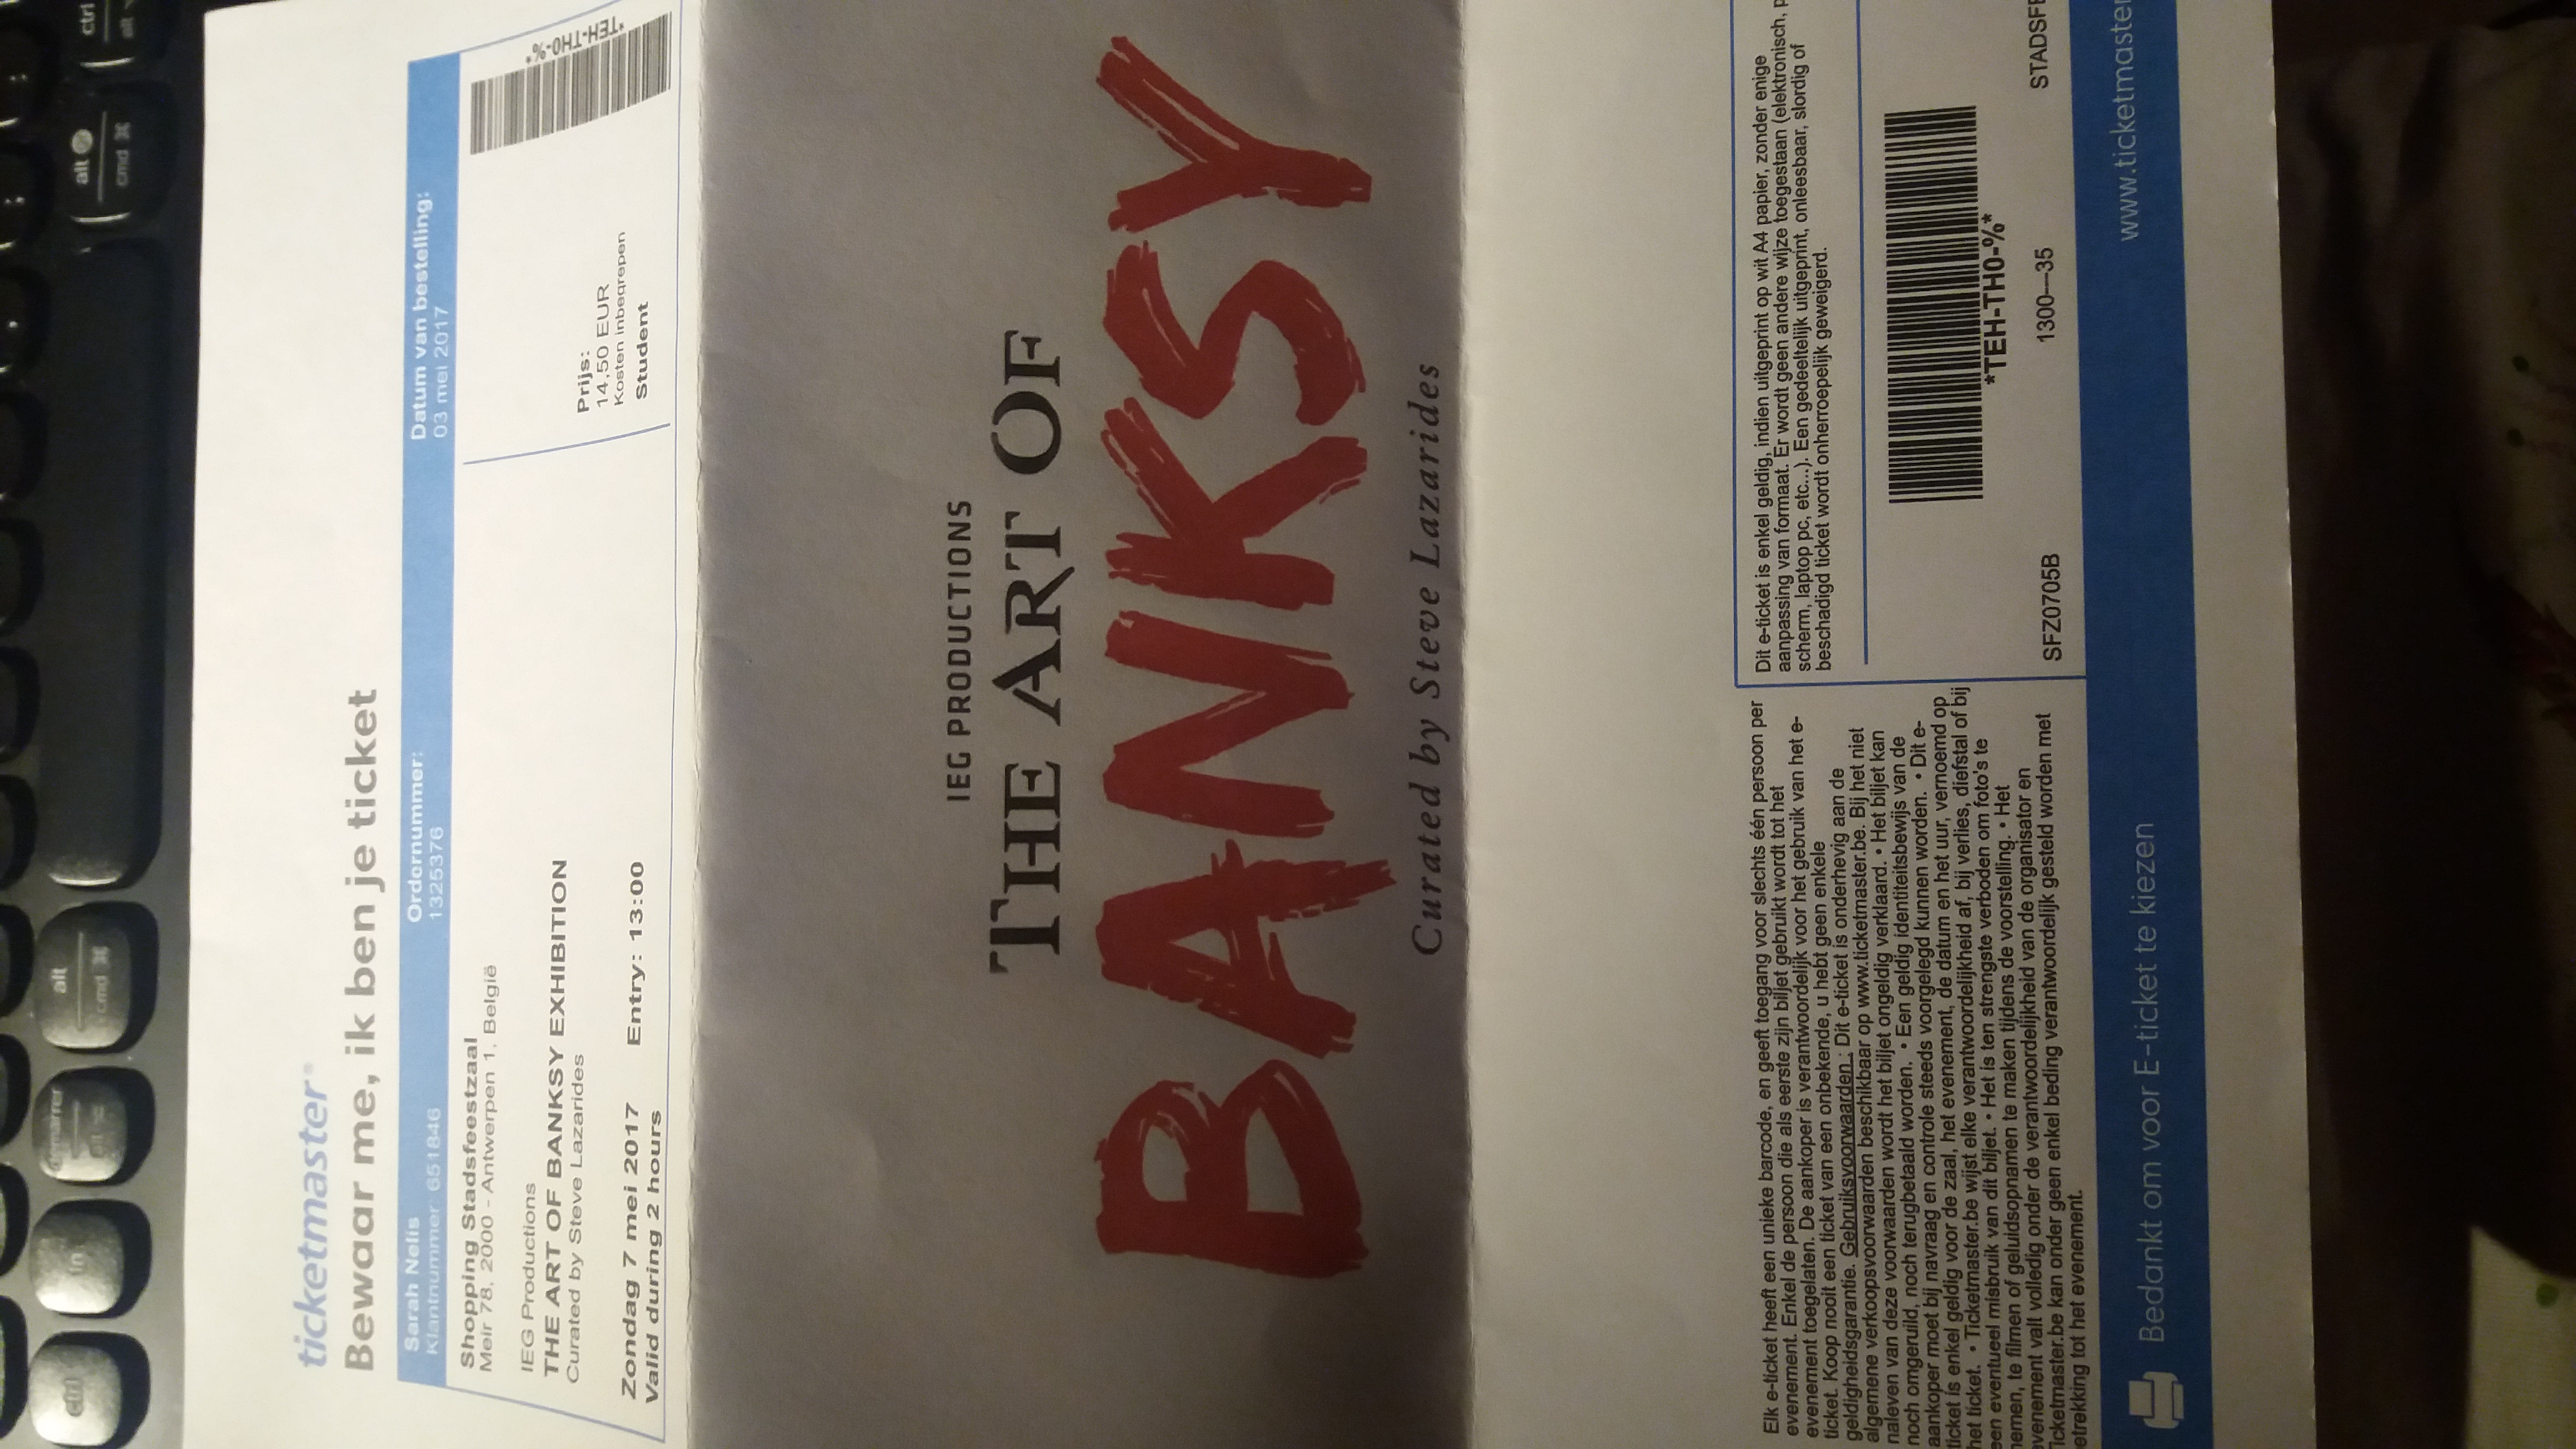 ticketmaster®
Bewaar me, ik ben je ticket
Sarah Nelis
Klantnummer: 651846
Ordernummer:
1325376
Datum van bestelling:
03 mei 2017
Shopping Stadsfeestzaal
Meir 78, 2000 - Antwerpen 1, België
IEG Productions
THE ART OF BANKSY EXHIBITION
Curated by Steve Lazarides
Zondag 7 mei 2017 Entry: 13:00
Valid during 2 hours
Prijs:
14,50 EUR
Kosten inbegrepen
Student
*TEH-TH0-%*
IEG PRODUCTIONS
THE ART OF
BANKSY
Curated by Steve Lazarides
Elk e-ticket heeft een unieke barcode, en geeft toegang voor slechts één persoon per
evenement. Enkel de persoon die als eerste zijn biljet gebruikt wordt tot het
evenement toegelaten. De aankoper is verantwoordelijk voor het gebruik van het e-
ticket. Koop nooit een ticket van een onbekende, u hebt geen enkele
geldigheidsgarantie. Gebruiksvoorwaarden : Dit e-ticket is onderhevig aan de
algemene verkoopsvoorwaarden beschikbaar op www.ticketmaster.be. Bij het niet
naleven van deze voorwaarden wordt het biljet ongeldig verklaard. • Het biljet kan
noch omgeruild, noch terugbetaald worden. • Een geldig identiteitsbewijs van de
aankoper moet bij navraag en controle steeds voorgelegd kunnen worden. • Dit e-
ticket is enkel geldig voor de zaal, het evenement, de datum en het uur, vernoemd op
het ticket. • Ticketmaster.be wijst elke verantwoordelijkheid af, bij verlies, diefstal of bij
een eventueel misbruik van dit biljet. • Het is ten strengste verboden om foto's te
nemen, te filmen of geluidsopnamen te maken tijdens de voorstelling. • Het
evenement valt volledig onder de verantwoordelijkheid van de organisator en
Ticketmaster.be kan onder geen enkel beding verantwoordelijk gesteld worden met
betrekking tot het evenement.
Dit e-ticket is enkel geldig, indien uitgeprint op wit A4 papier, zonder enige
aanpassing van formaat. Er wordt geen andere wijze toegestaan (elektronisch, p
scherm, laptop pc, etc...). Een gedeeltelijk uitgeprint, onleesbaar, slordig of
beschadigd ticket wordt onherroepelijk geweigerd.
*TEH-TH0-%*
SFZ0705B 1300---35 STADSFE
Bedankt om voor E-ticket te kiezen
www.ticketmaster
ctrl
fn
démarrer
alt
alt
cmd ⌘
alt
cmd ⌘
ctrl
alt